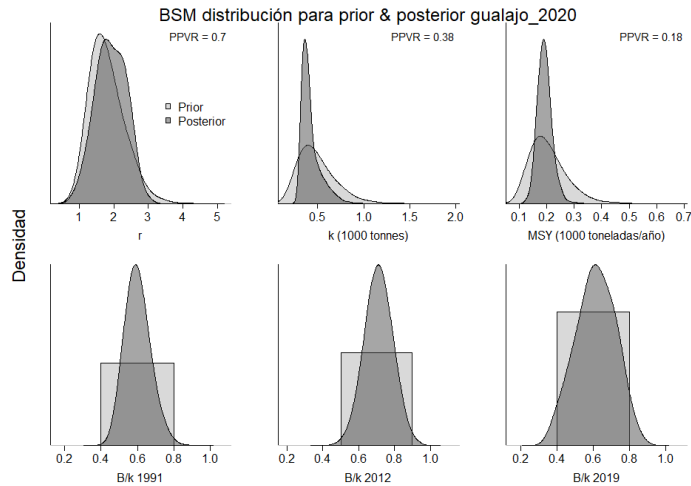 BSM distribución para prior & posterior gualajo_2020
PPVR = 0.7
PPVR = 0.38
PPVR = 0.18
Prior
Posterior
Densidad
1 2 3 4 5
0.5 1.0 1.5 2.0
0.1 0.2 0.3 0.4 0.5 0.6 0.7
r
k (1000 tonnes)
MSY (1000 toneladas/año)
0.2 0.4 0.6 0.8 1.0
0.2 0.4 0.6 0.8 1.0
0.2 0.4 0.6 0.8 1.0
B/k 1991
B/k 2012
B/k 2019